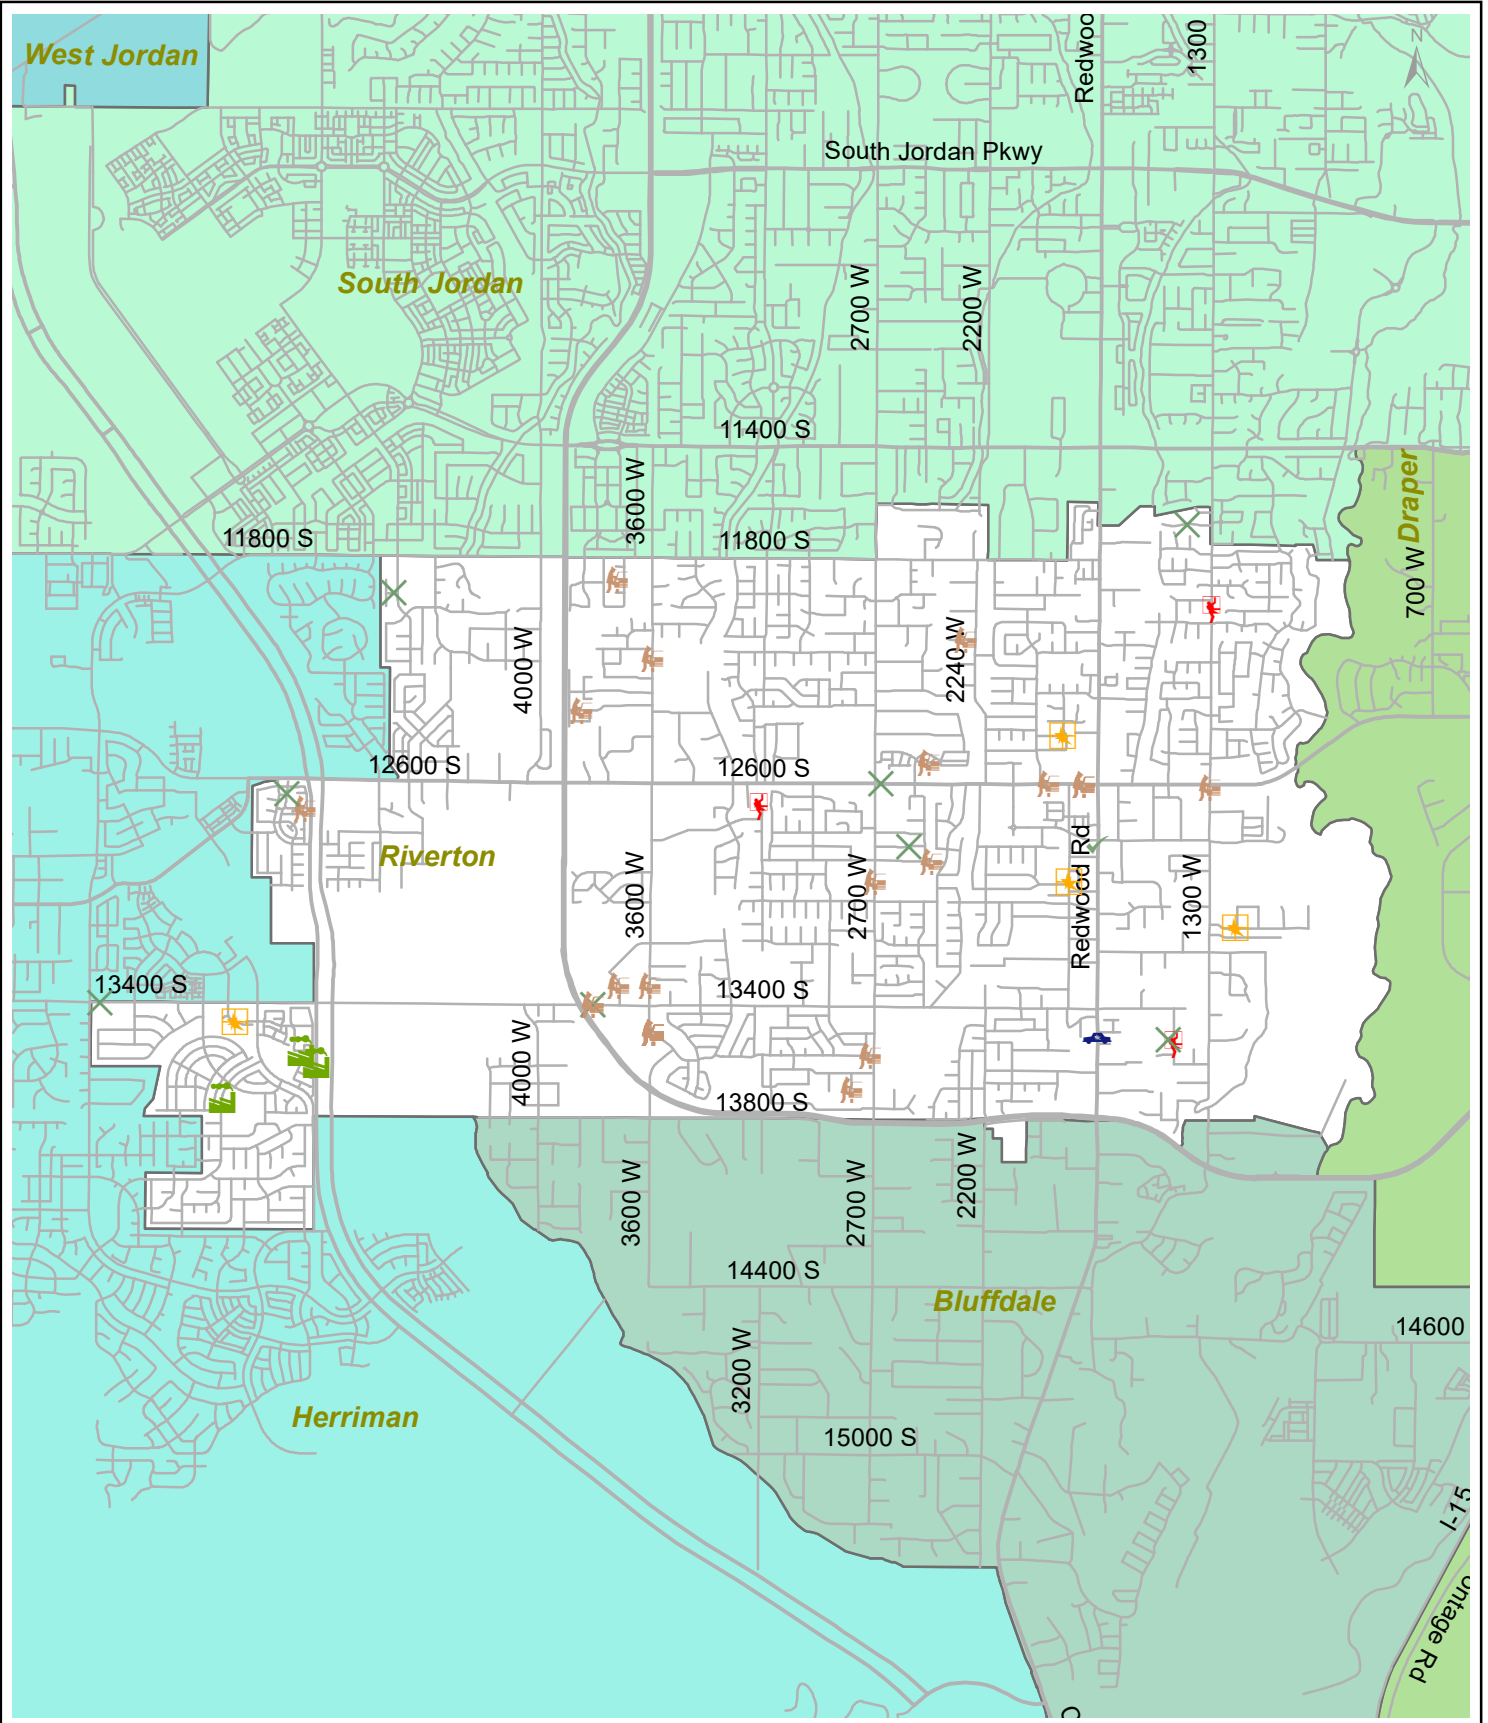 West Jordan
Redwoo
1300
N
South Jordan Pkwy
South Jordan
2700 W
2200 W
11400 S
3600 W
Draper
11800 S
11800 S
700 W
4000 W
2240 W
12600 S
12600 S
Riverton
3600 W
2700 W
Redwood Rd
1300 W
13400 S
13400 S
4000 W
13800 S
3600 W
2700 W
2200 W
14400 S
Bluffdale
14600
3200 W
Herriman
15000 S
I-15
ontage Rd